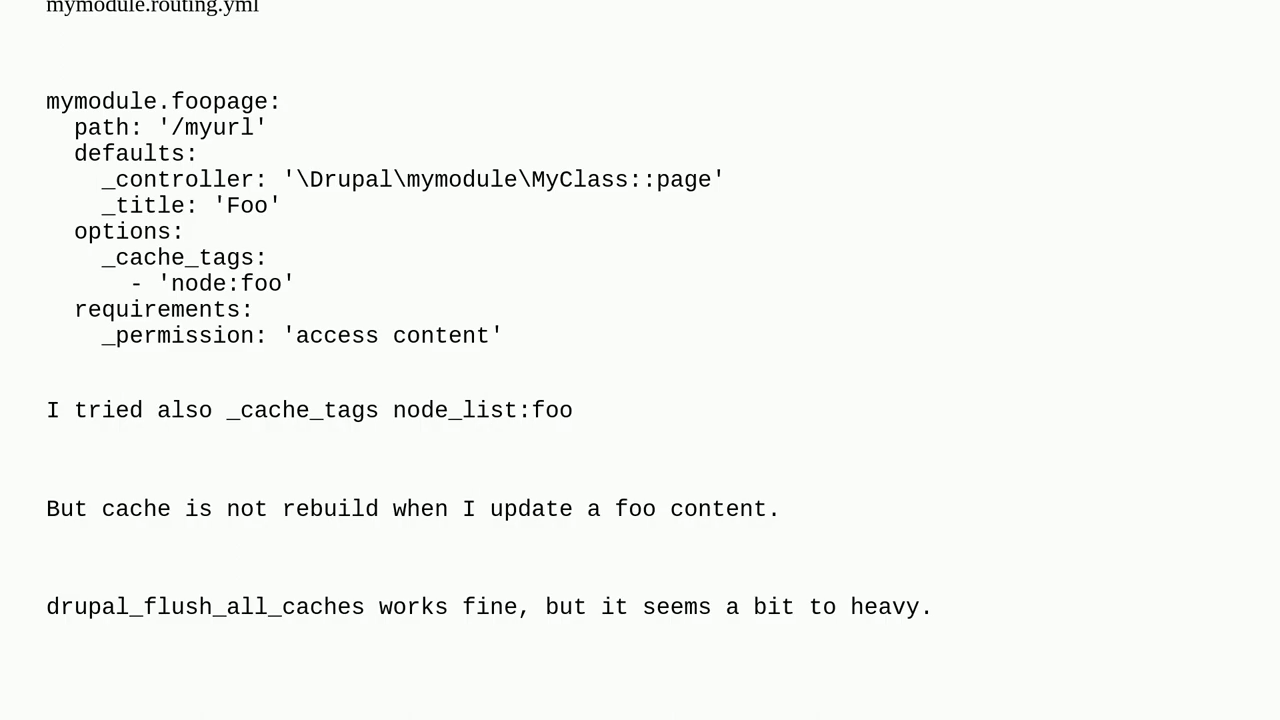 mymodule.routing.yml
mymodule.foopage:
  path: '/myurl'
  defaults:
    _controller: '\Drupal\mymodule\MyClass::page'
    _title: 'Foo'
  options:
    _cache_tags:
      - 'node:foo'
  requirements:
    _permission: 'access content'
I tried also _cache_tags node_list:foo
But cache is not rebuild when I update a foo content.
drupal_flush_all_caches works fine, but it seems a bit to heavy.